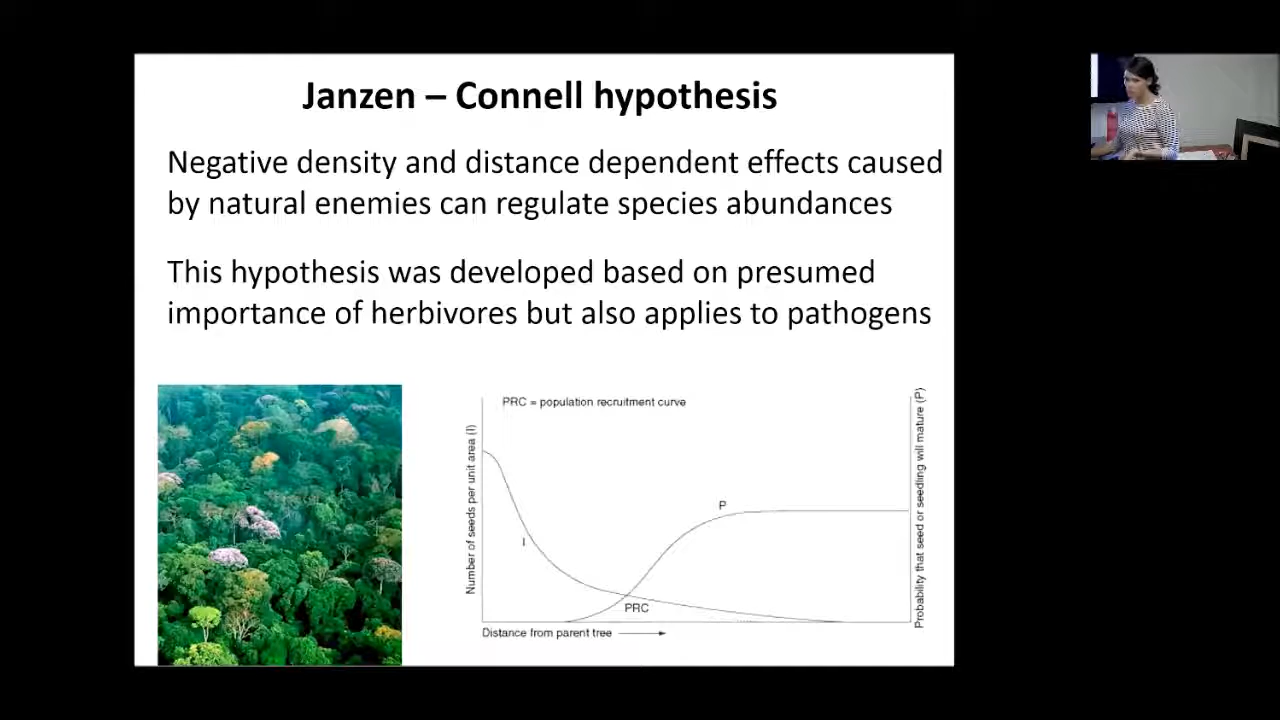 Janzen – Connell hypothesis
Negative density and distance dependent effects caused
by natural enemies can regulate species abundances
This hypothesis was developed based on presumed
importance of herbivores but also applies to pathogens
PRC = population recruitment curve
Number of seeds per unit area (I)
I
P
PRC
Probability that seed or seedling will mature (P)
Distance from parent tree